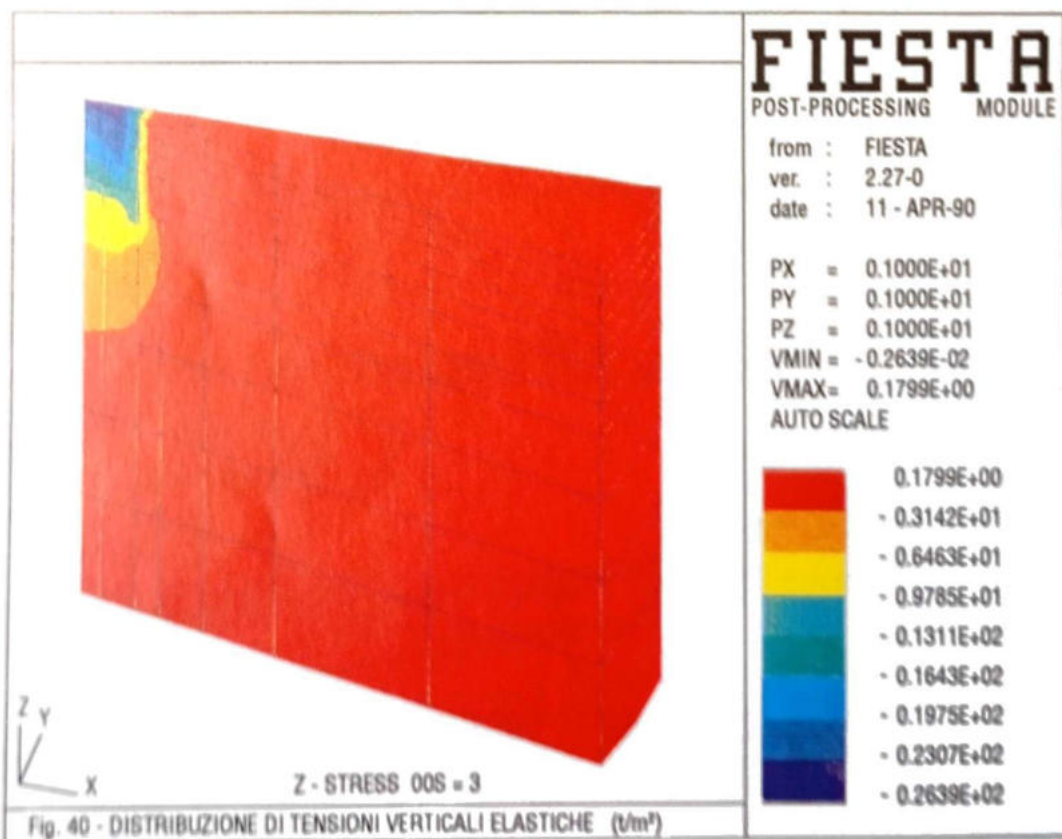 FIESTA
POST-PROCESSING MODULE
from : FIESTA
ver. : 2.27-0
date : 11 - APR-90
PX = 0.1000E+01
PY = 0.1000E+01
PZ = 0.1000E+01
VMIN = - 0.2639E-02
VMAX= 0.1799E+00
AUTO SCALE
0.1799E+00
- 0.3142E+01
- 0.6463E+01
- 0.9785E+01
- 0.1311E+02
- 0.1643E+02
- 0.1975E+02
- 0.2307E+02
- 0.2639E+02
Z Y
X
Z - STRESS 00S = 3
Fig. 40 - DISTRIBUZIONE DI TENSIONI VERTICALI ELASTICHE (t/m²)